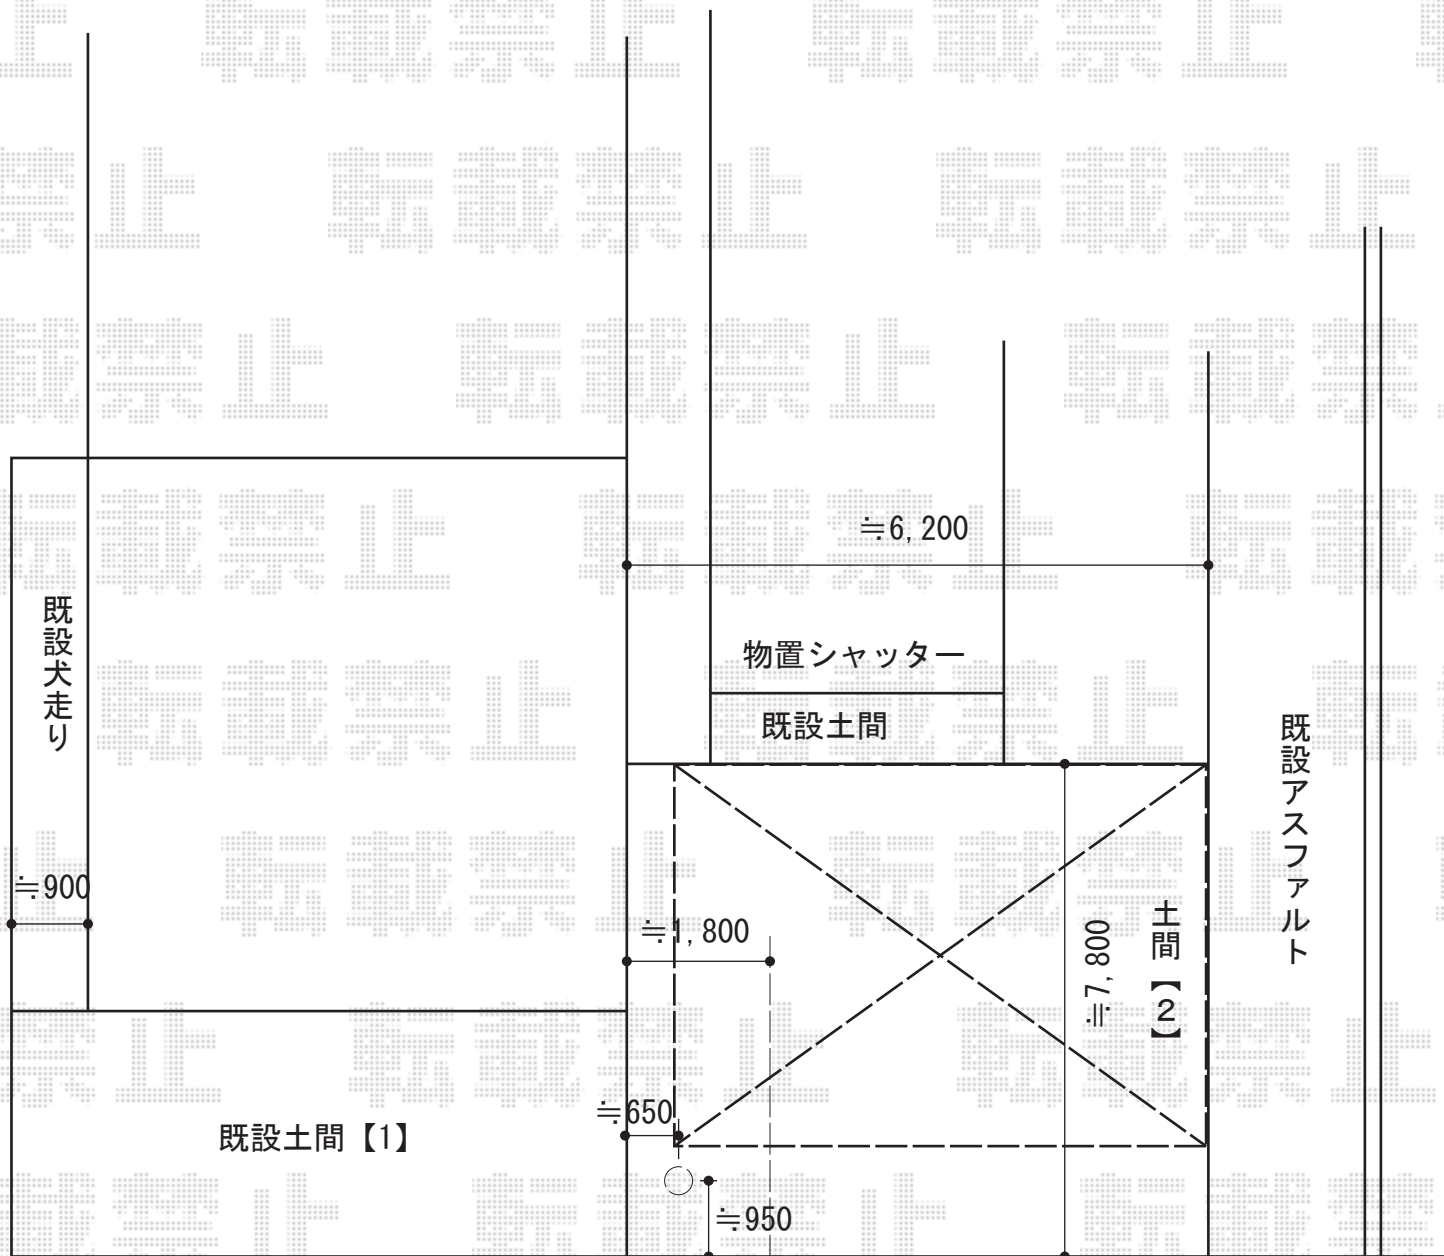 転載禁止
≒6,200
既設犬走り
物置シャッター
既設土間
既設アスファルト
≒900
≒1,800
≒7,800
土間【2】
≒650
既設土間【1】
≒950